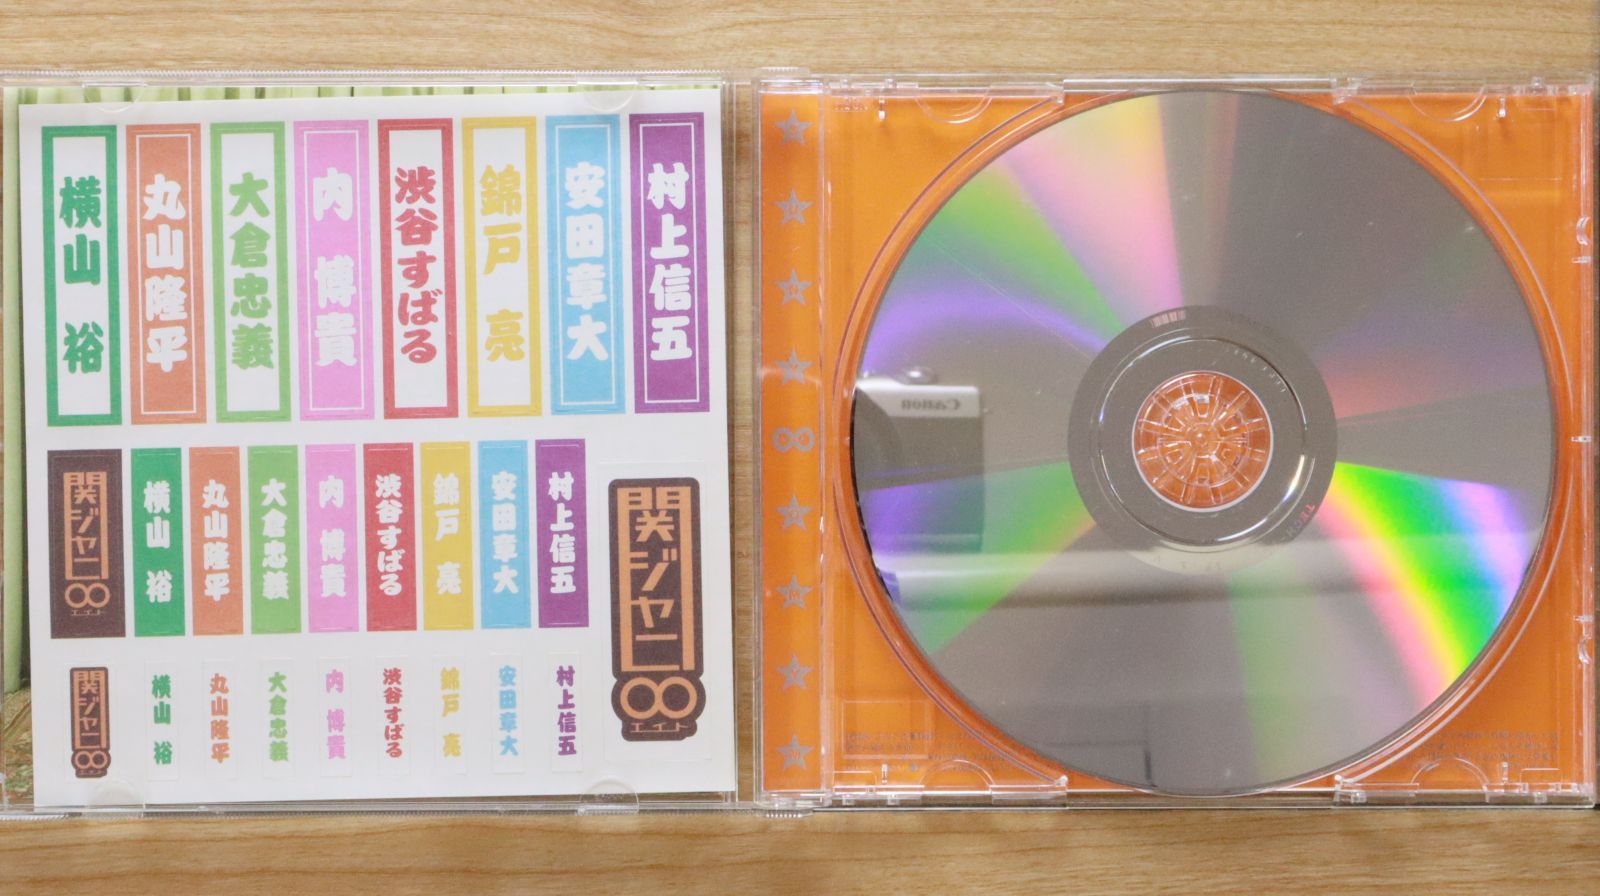 横山 裕
丸山隆平
大倉忠義
内 博貴
渋谷すばる
錦戸 亮
安田章大
村上信五
関ジャニ∞
エイト
横山 裕
丸山隆平
大倉忠義
内 博貴
渋谷すばる
錦戸 亮
安田章大
村上信五
関ジャニ∞
エイト
関ジャニ∞
エイト
横山 裕
丸山隆平
大倉忠義
内 博貴
渋谷すばる
錦戸 亮
安田章大
村上信五
Canon
∞